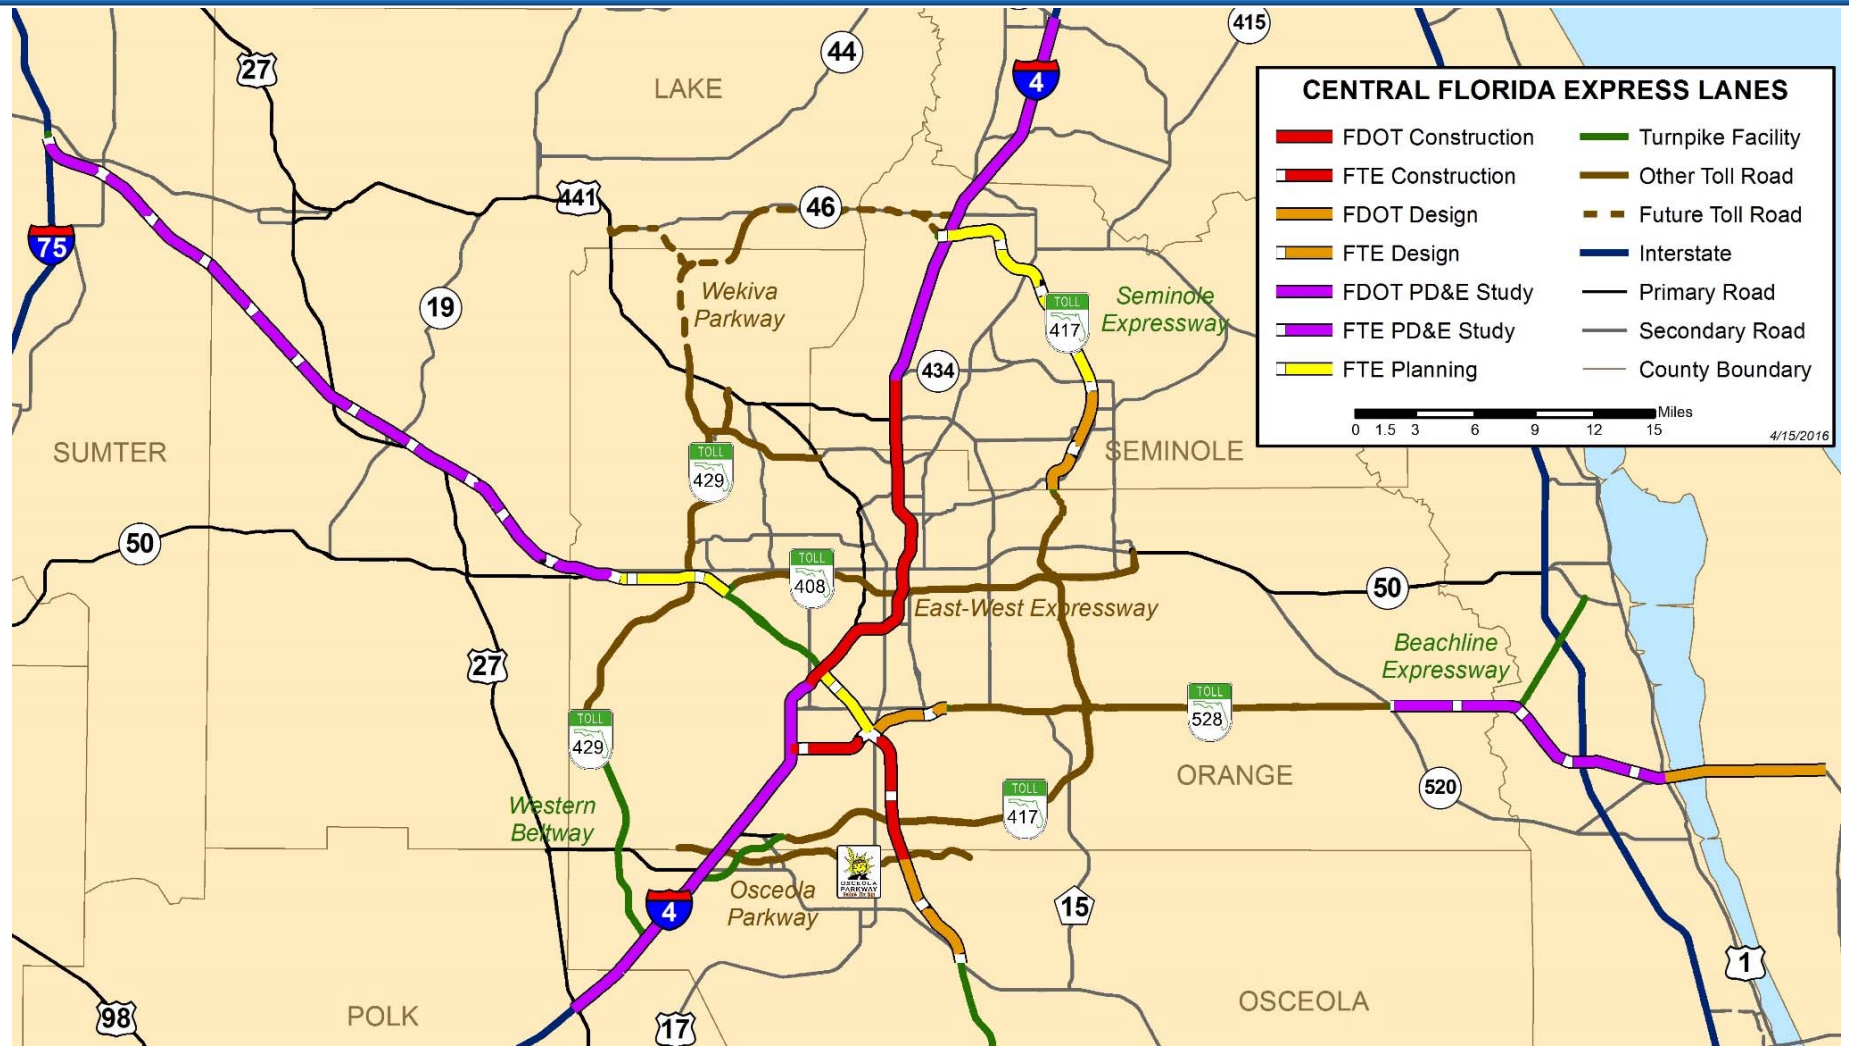 415
44
27
LAKE
4
CENTRAL FLORIDA EXPRESS LANES
FDOT Construction
FTE Construction
FDOT Design
FTE Design
FDOT PD&E Study
FTE PD&E Study
FTE Planning
Turnpike Facility
Other Toll Road
Future Toll Road
Interstate
Primary Road
Secondary Road
County Boundary
Miles
0 1.5 3 6 9 12 15
4/15/2016
441
46
75
19
Wekiva
Parkway
TOLL
417
Seminole
Expressway
434
SUMTER
SEMINOLE
TOLL
429
50
TOLL
408
50
East-West Expressway
27
Beachline
Expressway
TOLL
429
TOLL
528
ORANGE
520
Western
Beltway
TOLL
417
OSCEOLA
PARKWAY
Osceola
Parkway
4
15
1
98
POLK
17
OSCEOLA